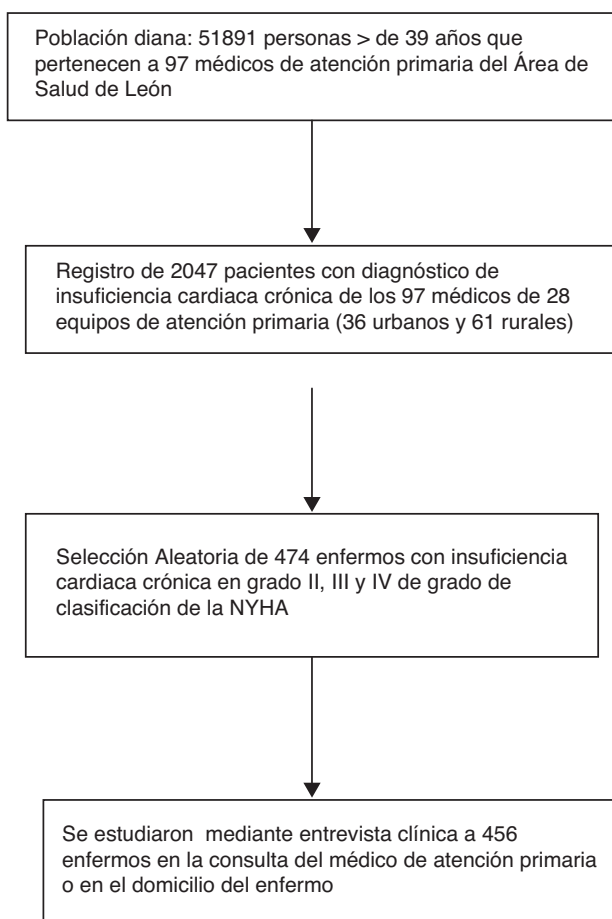 Población diana: 51891 personas > de 39 años que
pertenecen a 97 médicos de atención primaria del Área de
Salud de León
Registro de 2047 pacientes con diagnóstico de
insuficiencia cardiaca crónica de los 97 médicos de 28
equipos de atención primaria (36 urbanos y 61 rurales)
Selección Aleatoria de 474 enfermos con insuficiencia
cardiaca crónica en grado II, III y IV de grado de
clasificación de la NYHA
Se estudiaron mediante entrevista clínica a 456
enfermos en la consulta del médico de atención primaria
o en el domicilio del enfermo